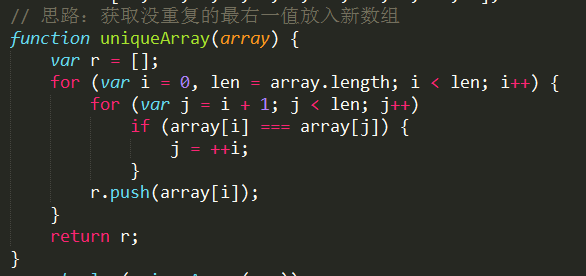 // 思路：获取没重复的最右一值放入新数组
function uniqueArray(array) {
    var r = [];
    for (var i = 0, len = array.length; i < len; i++) {
        for (var j = i + 1; j < len; j++)
            if (array[i] === array[j]) {
                j = ++i;
            }
        r.push(array[i]);
    }
    return r;
}